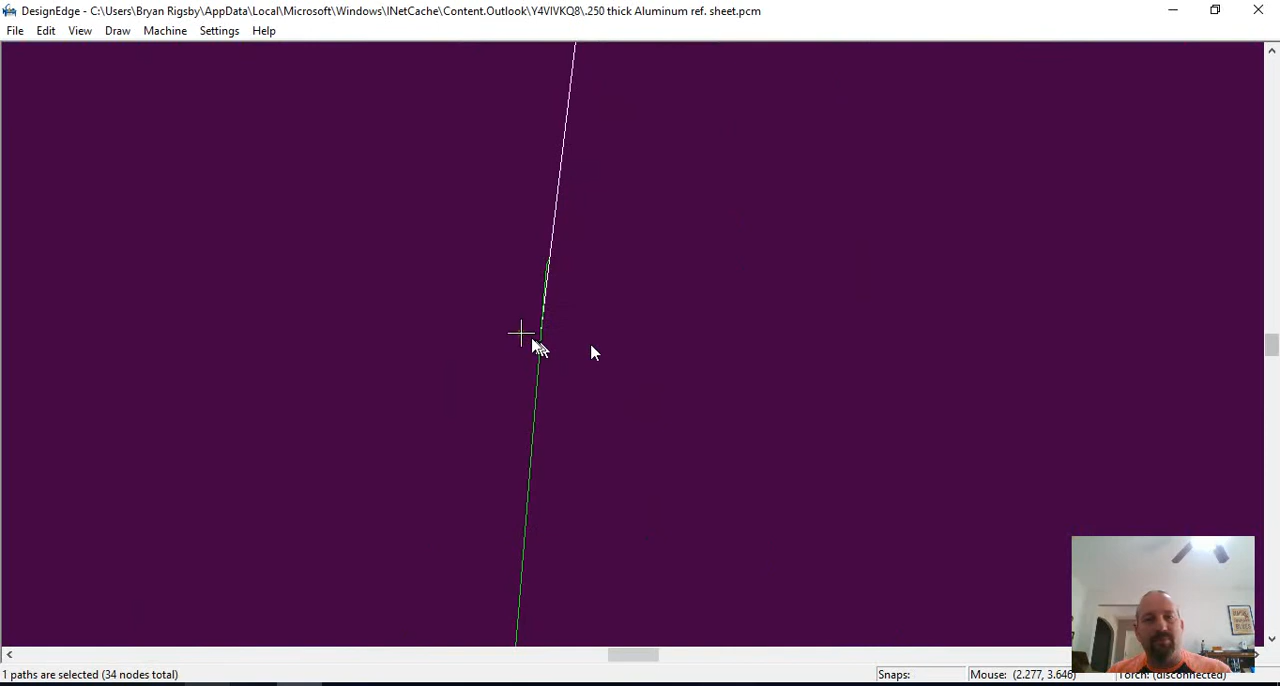 DesignEdge - C:\Users\Bryan Rigsby\AppData\Local\Microsoft\Windows\INetCache\Content.Outlook\Y4VIVKQ8\.250 thick Aluminum ref. sheet.pcm
File Edit View Draw Machine Settings Help
1 paths are selected (34 nodes total) Snaps: Mouse: (2.277, 3.646) Torch: (disconnected)